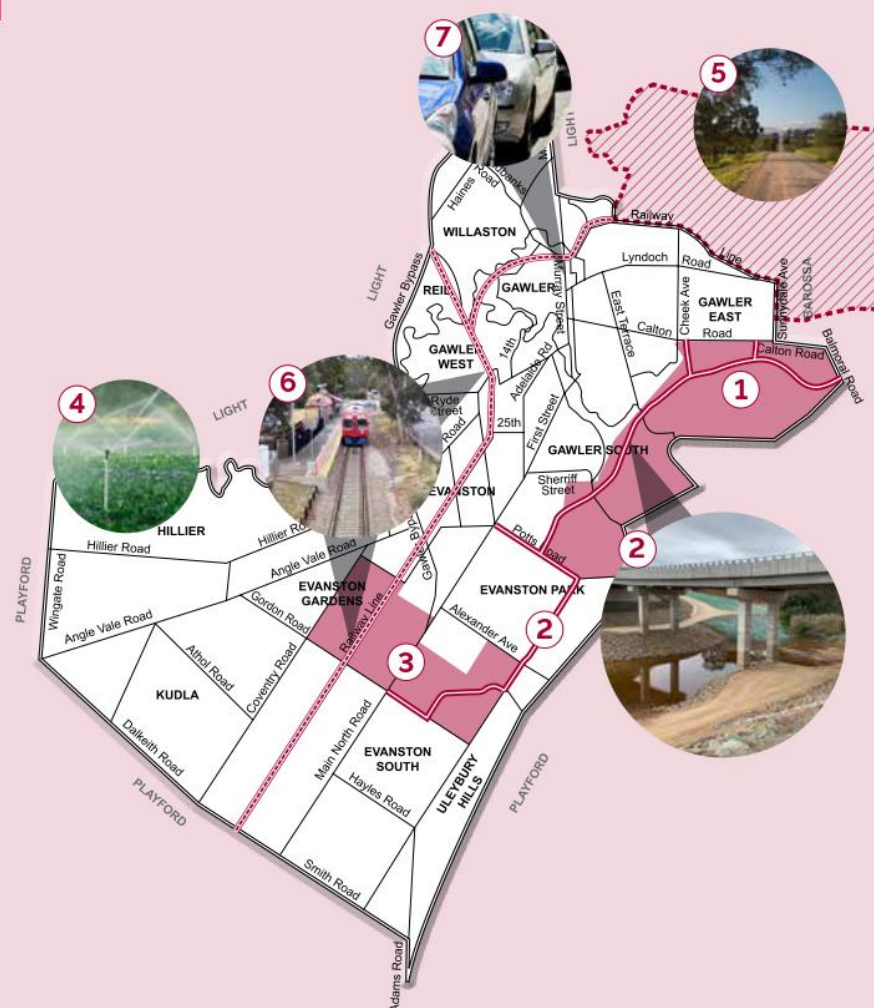 7
5
LIGHT
Eubanks
Haines
Road
WILLASTON
Railway
Line
LIGHT
Gawler Bypass
Lyndoch
Road
Sunnydale Ave
BAROSSA
REID
GAWLER
Murray Street
Cheek Ave
GAWLER
EAST
East Terrace
Calton
Road
Calton Road
Balmoral Road
14th
GAWLER
WEST
Adelaide Rd
1
6
4
LIGHT
Ryde
Street
Road
25th
First Street
GAWLER SOUTH
Sherriff
Street
EVANSTON
HILLIER
Hillier Road
Hillier
Angle Vale Road
Potts Road
2
PLAYFORD
Wingate Road
EVANSTON
GARDENS
Gordon Road
Railway Line
EVANSTON PARK
Alexander Ave
2
Angle Vale Road
Athol Road
Coventry Road
3
KUDLA
Main North Road
Dalkeith Road
EVANSTON
SOUTH
Hayles Road
ULEYBURY
HILLS
PLAYFORD
PLAYFORD
Smith Road
Adams Road